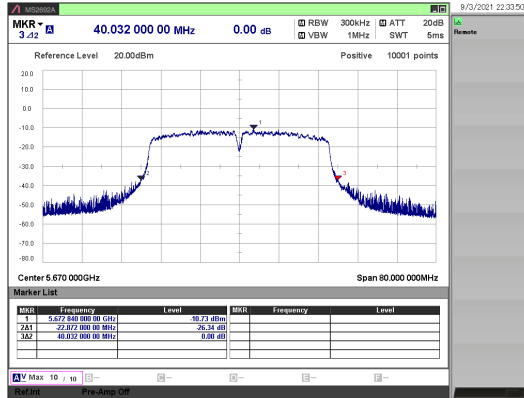 MS2692A
9/3/2021 22:33:50
MKR
3Δ2 A 40.032 000 00 MHz 0.00 dB
A RBW 300kHz A ATT 20dB
A VBW 1MHz SWT 5ms
Remote
Reference Level 20.00dBm Positive 10001 points
20.0
10.0
0.0
-10.0
-20.0
-30.0
-40.0
-50.0
-60.0
-70.0
-80.0
1
2
3
Center 5.670 000GHz Span 80.000 000MHz
Marker List
MKR Frequency Level MKR Frequency Level
1 5.672 840 000 00 GHz -10.73 dBm
2Δ1 -22.872 000 00 MHz -26.34 dB
3Δ2 40.032 000 00 MHz 0.00 dB
A V Max 10 / 10 B-- C-- D-- E-- F--
Ref.Int Pre-Amp Off